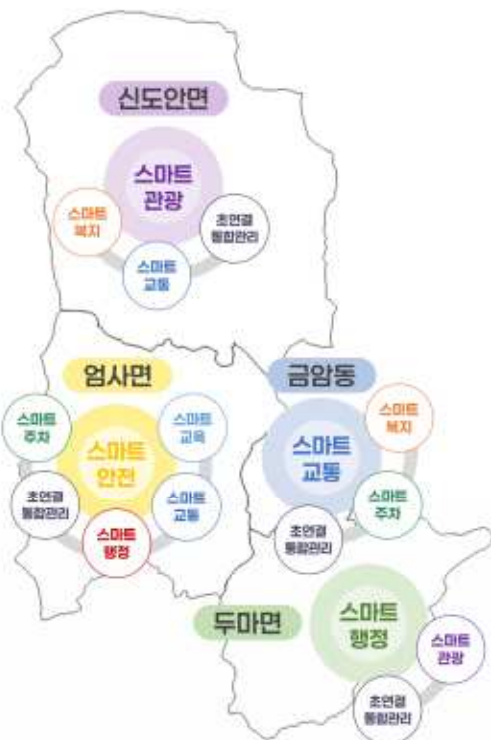 신도안면
스마트
관광
스마트
복지
초연결
통합관리
스마트
교통
엄사면
스마트
주차
스마트
교육
스마트
안전
초연결
통합관리
스마트
교통
스마트
행정
금암동
스마트
복지
스마트
교통
스마트
주차
초연결
통합관리
두마면
스마트
행정
스마트
관광
초연결
통합관리